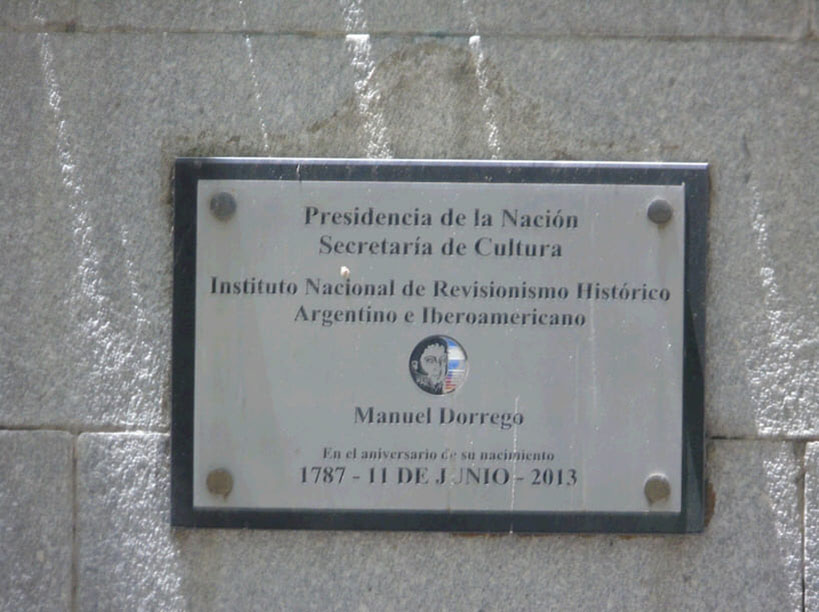 Presidencia de la Nación
Secretaría de Cultura
Instituto Nacional de Revisionismo Histórico
Argentino e Iberoamericano
Manuel Dorrego
En el aniversario de su nacimiento
1787 - 11 DE JUNIO - 2013